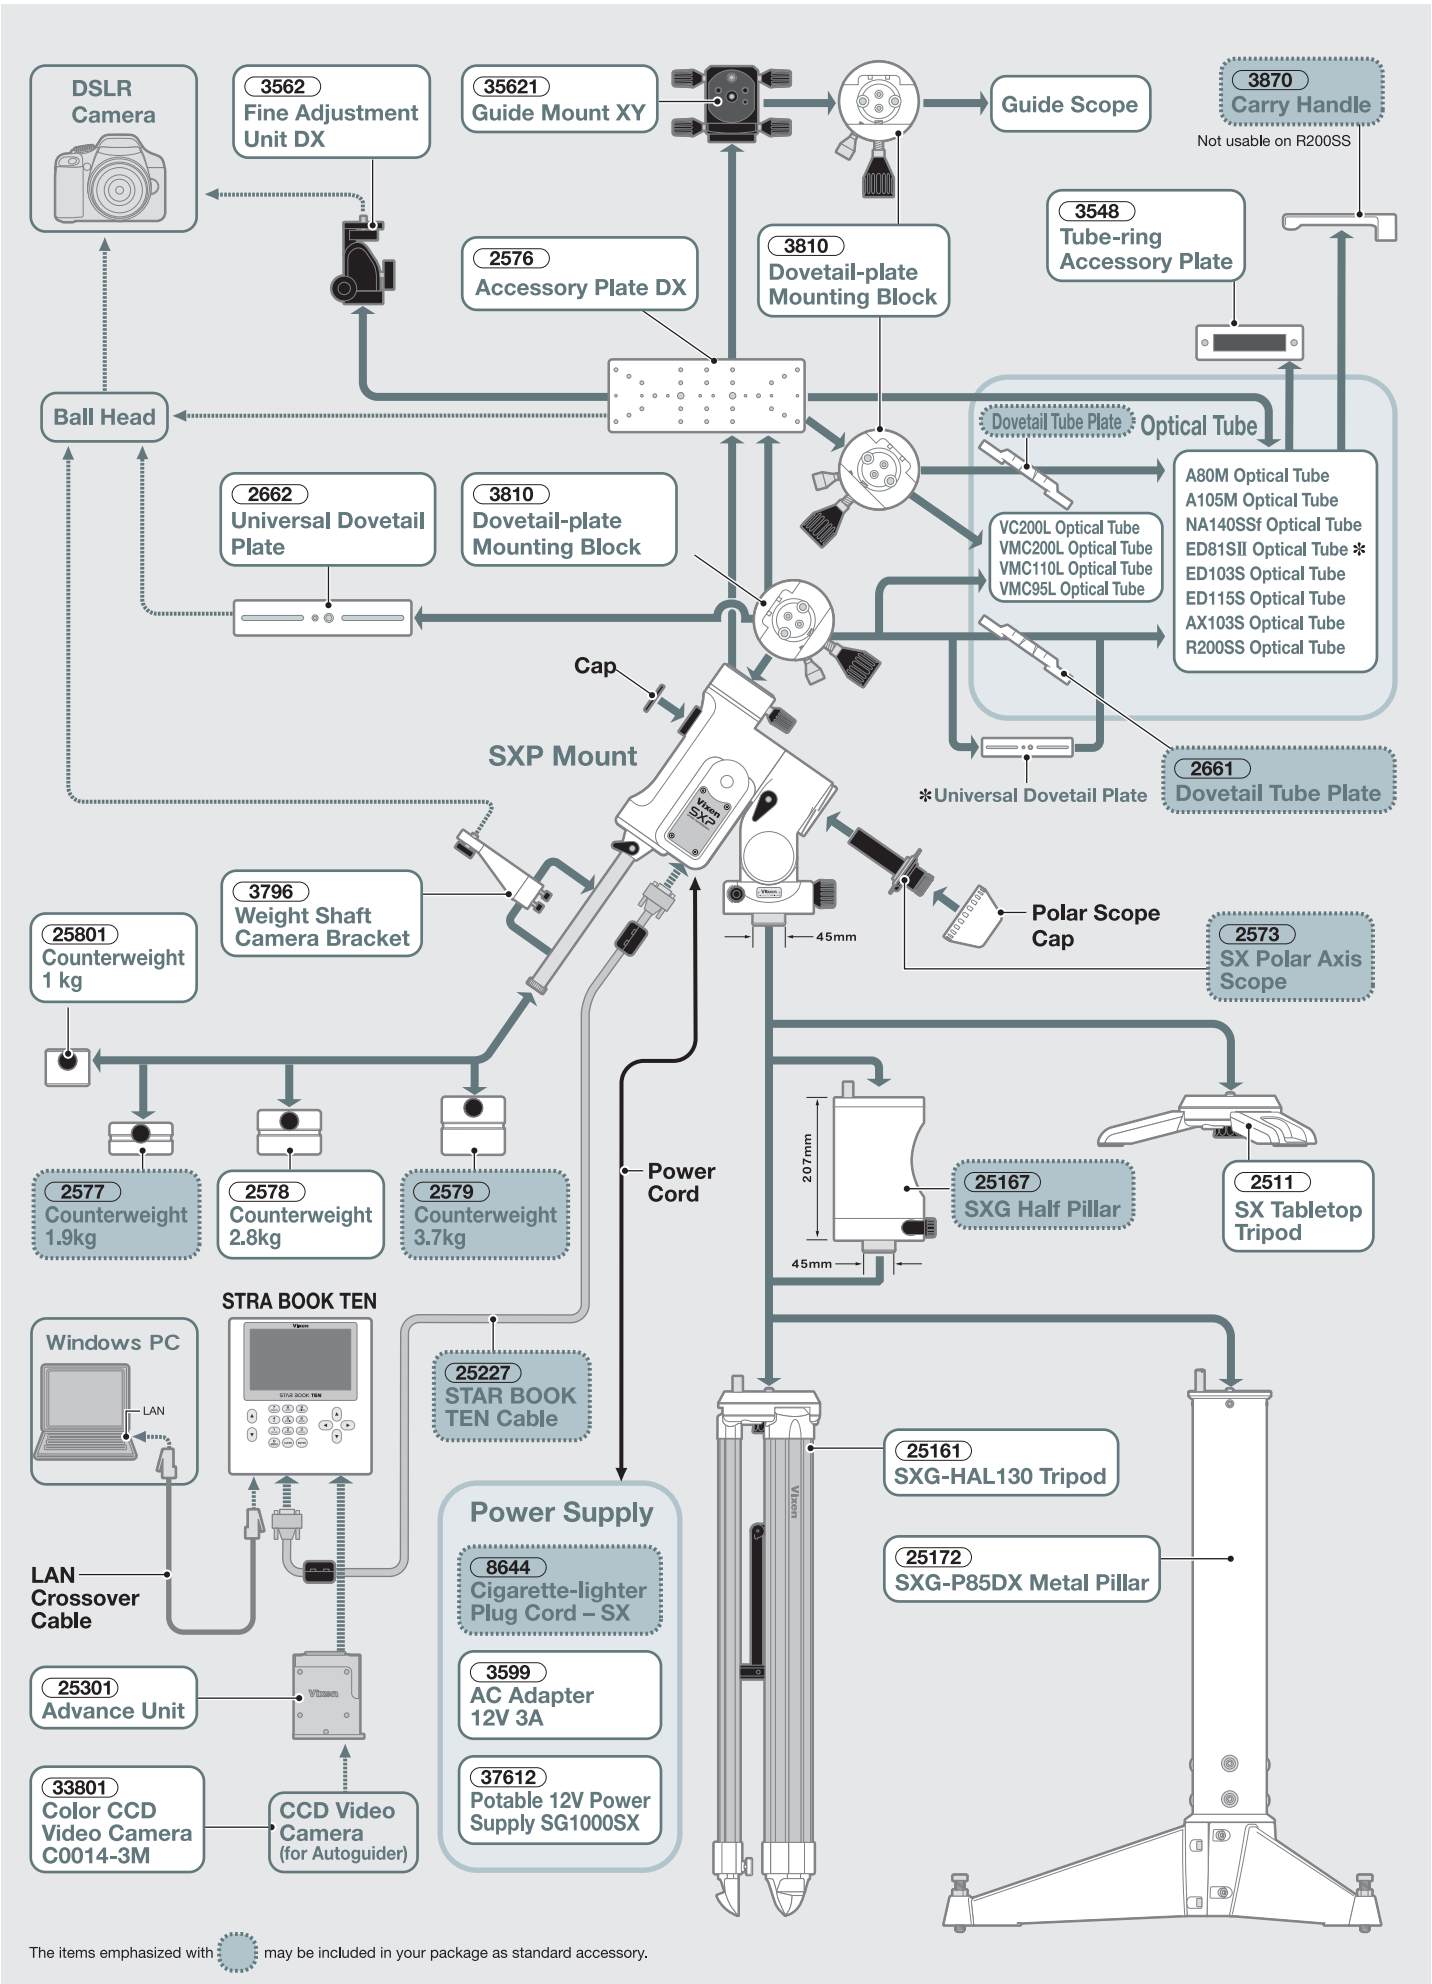 DSLR
Camera
3562
Fine Adjustment
Unit DX
35621
Guide Mount XY
Guide Scope
3870
Carry Handle
Not usable on R200SS
3548
Tube-ring
Accessory Plate
2576
Accessory Plate DX
3810
Dovetail-plate
Mounting Block
Ball Head
Dovetail Tube Plate
Optical Tube
A80M Optical Tube
A105M Optical Tube
NA140SSf Optical Tube
ED81SII Optical Tube ✻
ED103S Optical Tube
ED115S Optical Tube
AX103S Optical Tube
R200SS Optical Tube
VC200L Optical Tube
VMC200L Optical Tube
VMC110L Optical Tube
VMC95L Optical Tube
2662
Universal Dovetail
Plate
3810
Dovetail-plate
Mounting Block
Cap
SXP Mount
Vixen
SXP
✻Universal Dovetail Plate
2661
Dovetail Tube Plate
3796
Weight Shaft
Camera Bracket
Vixen
45mm
Polar Scope
Cap
2573
SX Polar Axis
Scope
25801
Counterweight
1 kg
2577
Counterweight
1.9kg
2578
Counterweight
2.8kg
2579
Counterweight
3.7kg
Power
Cord
207mm
45mm
25167
SXG Half Pillar
2511
SX Tabletop
Tripod
STRA BOOK TEN
Vixen
STAR BOOK TEN
Windows PC
LAN
25227
STAR BOOK
TEN Cable
LAN
Crossover
Cable
25301
Advance Unit
Vixen
33801
Color CCD
Video Camera
C0014-3M
CCD Video
Camera
(for Autoguider)
Power Supply
8644
Cigarette-lighter
Plug Cord – SX
3599
AC Adapter
12V 3A
37612
Potable 12V Power
Supply SG1000SX
Vixen
25161
SXG-HAL130 Tripod
25172
SXG-P85DX Metal Pillar
The items emphasized with may be included in your package as standard accessory.